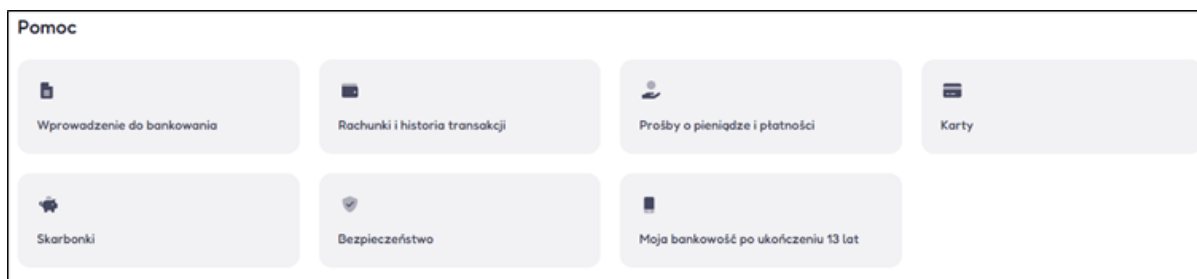 Pomoc
Wprowadzenie do bankowania
Rachunki i historia transakcji
Prośby o pieniądze i płatności
Karty
Skarbonki
Bezpieczeństwo
Moja bankowość po ukończeniu 13 lat